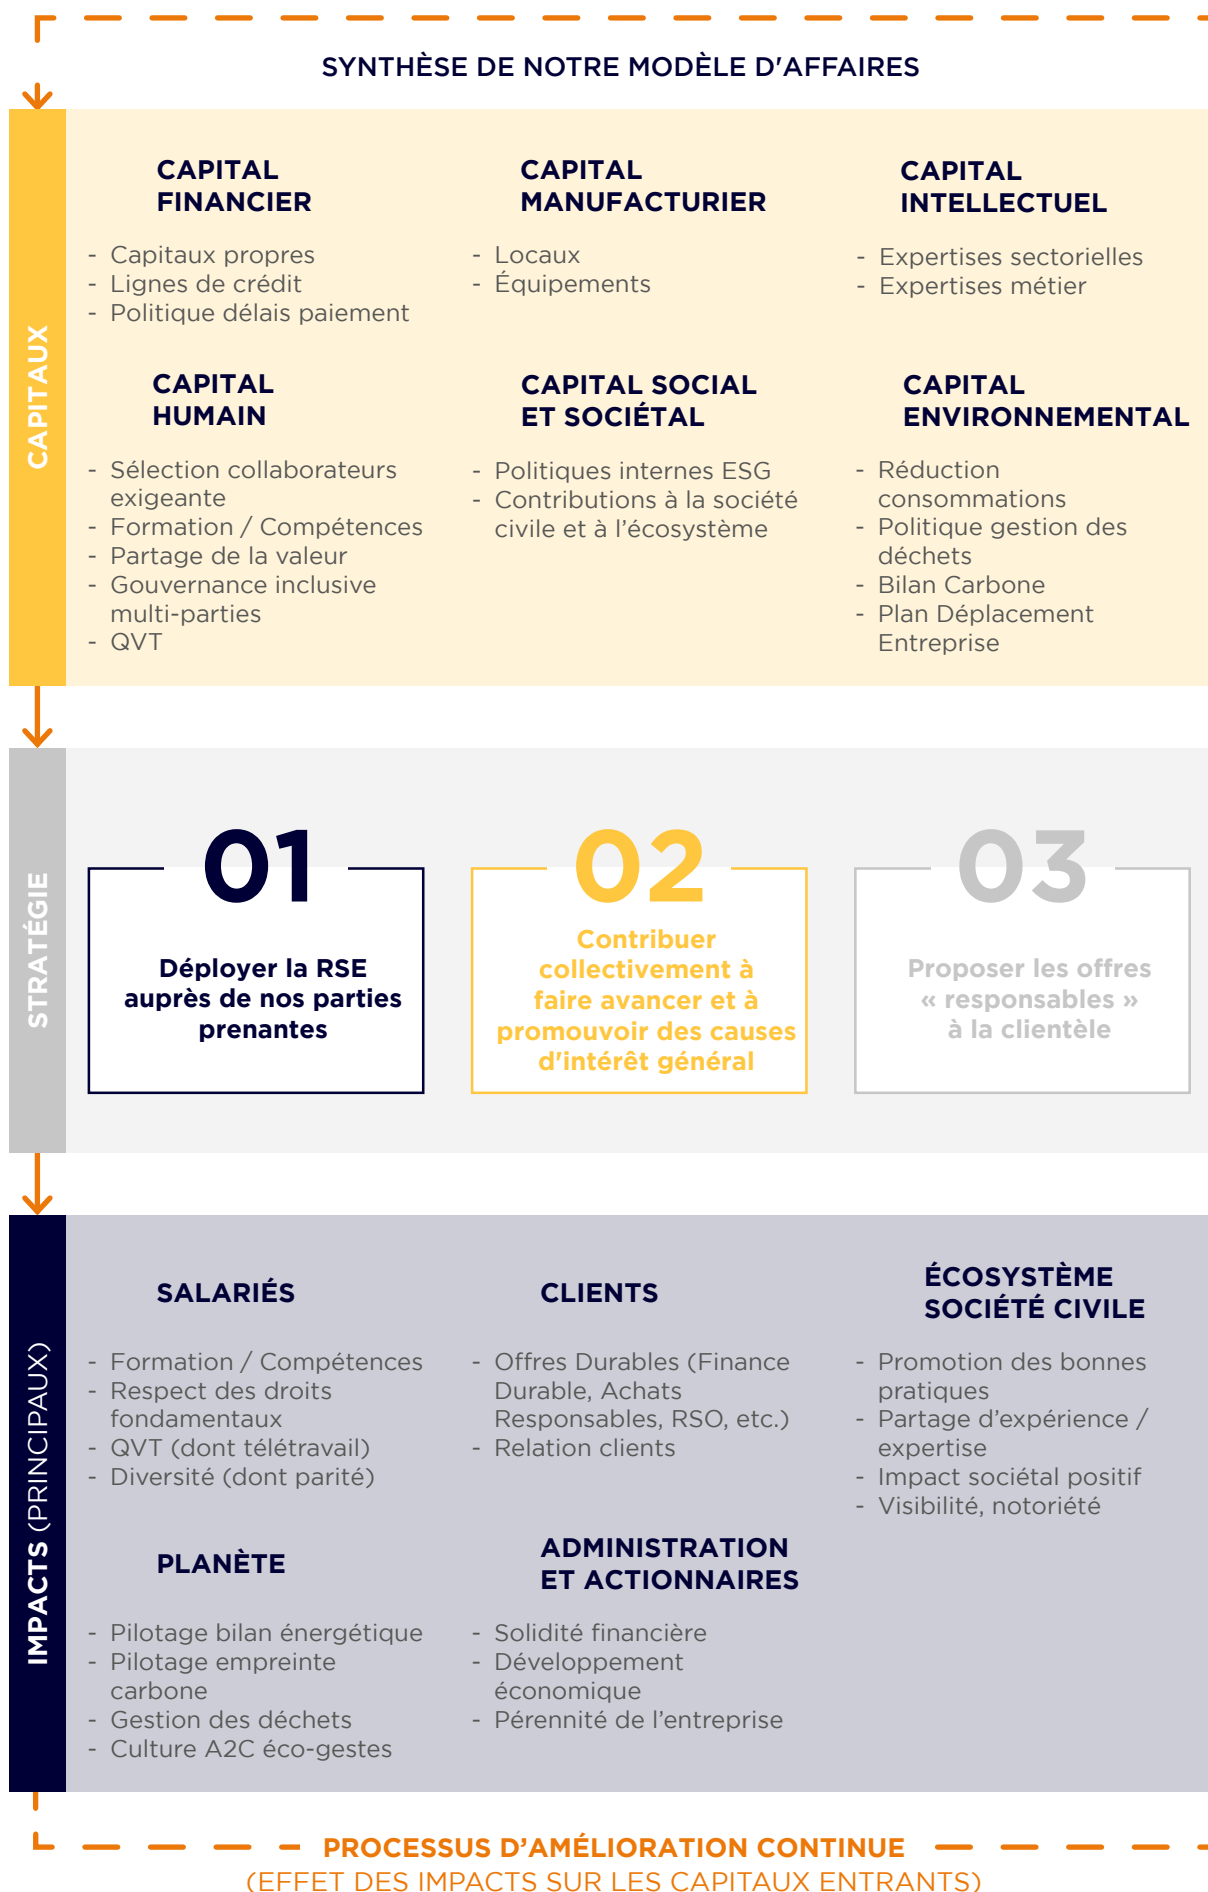 SYNTHÈSE DE NOTRE MODÈLE D'AFFAIRES
CAPITAUX
CAPITAL
FINANCIER
- Capitaux propres
- Lignes de crédit
- Politique délais paiement
CAPITAL
MANUFACTURIER
- Locaux
- Équipements
CAPITAL
INTELLECTUEL
- Expertises sectorielles
- Expertises métier
CAPITAL
HUMAIN
- Sélection collaborateurs
exigeante
- Formation / Compétences
- Partage de la valeur
- Gouvernance inclusive
multi-parties
- QVT
CAPITAL SOCIAL
ET SOCIÉTAL
- Politiques internes ESG
- Contributions à la société
civile et à l’écosystème
CAPITAL
ENVIRONNEMENTAL
- Réduction
consommations
- Politique gestion des
déchets
- Bilan Carbone
- Plan Déplacement
Entreprise
STRATÉGIE
01
Déployer la RSE
auprès de nos parties
prenantes
02
Contribuer
collectivement à
faire avancer et à
promouvoir des causes
d'intérêt général
03
Proposer les offres
« responsables »
à la clientèle
IMPACTS (PRINCIPAUX)
SALARIÉS
- Formation / Compétences
- Respect des droits
fondamentaux
- QVT (dont télétravail)
- Diversité (dont parité)
CLIENTS
- Offres Durables (Finance
Durable, Achats
Responsables, RSO, etc.)
- Relation clients
ÉCOSYSTÈME
SOCIÉTÉ CIVILE
- Promotion des bonnes
pratiques
- Partage d’expérience /
expertise
- Impact sociétal positif
- Visibilité, notoriété
PLANÈTE
- Pilotage bilan énergétique
- Pilotage empreinte
carbone
- Gestion des déchets
- Culture A2C éco-gestes
ADMINISTRATION
ET ACTIONNAIRES
- Solidité financière
- Développement
économique
- Pérennité de l’entreprise
PROCESSUS D’AMÉLIORATION CONTINUE
(EFFET DES IMPACTS SUR LES CAPITAUX ENTRANTS)